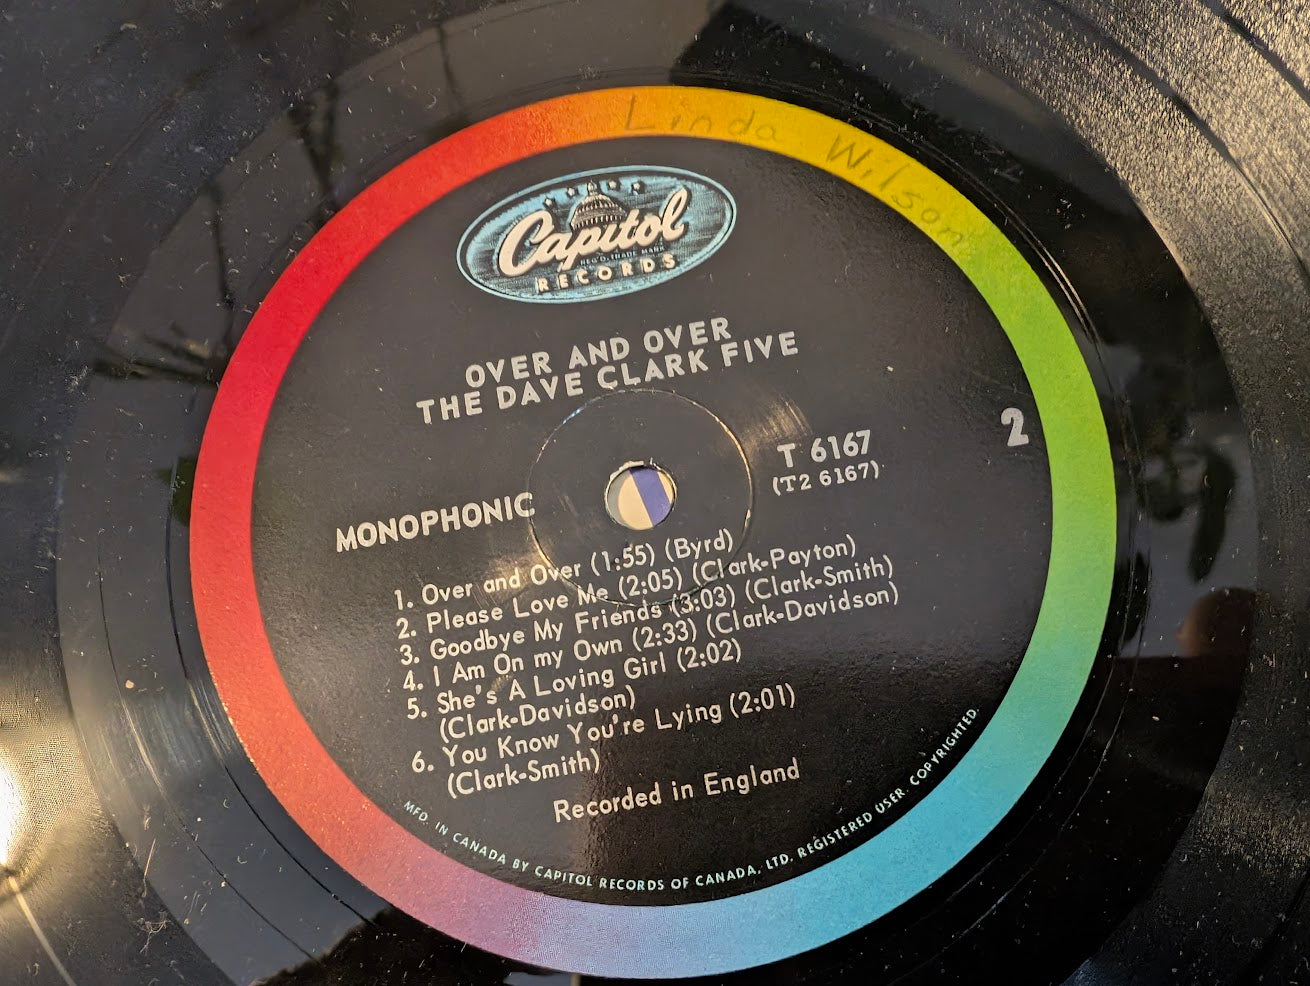 Linda Wilson
Capitol
REG'D. TRADE MARK
RECORDS
OVER AND OVER
THE DAVE CLARK FIVE
2
T 6167
(T2 6167)
MONOPHONIC
1. Over and Over (1:55) (Byrd)
2. Please Love Me (2:05) (Clark-Payton)
3. Goodbye My Friends (3:03) (Clark-Smith)
4. I Am On my Own (2:33) (Clark-Davidson)
5. She's A Loving Girl (2:02)
(Clark-Davidson)
6. You Know You're Lying (2:01)
(Clark-Smith)
Recorded in England
MFD. IN CANADA BY CAPITOL RECORDS OF CANADA, LTD. REGISTERED USER. COPYRIGHTED.